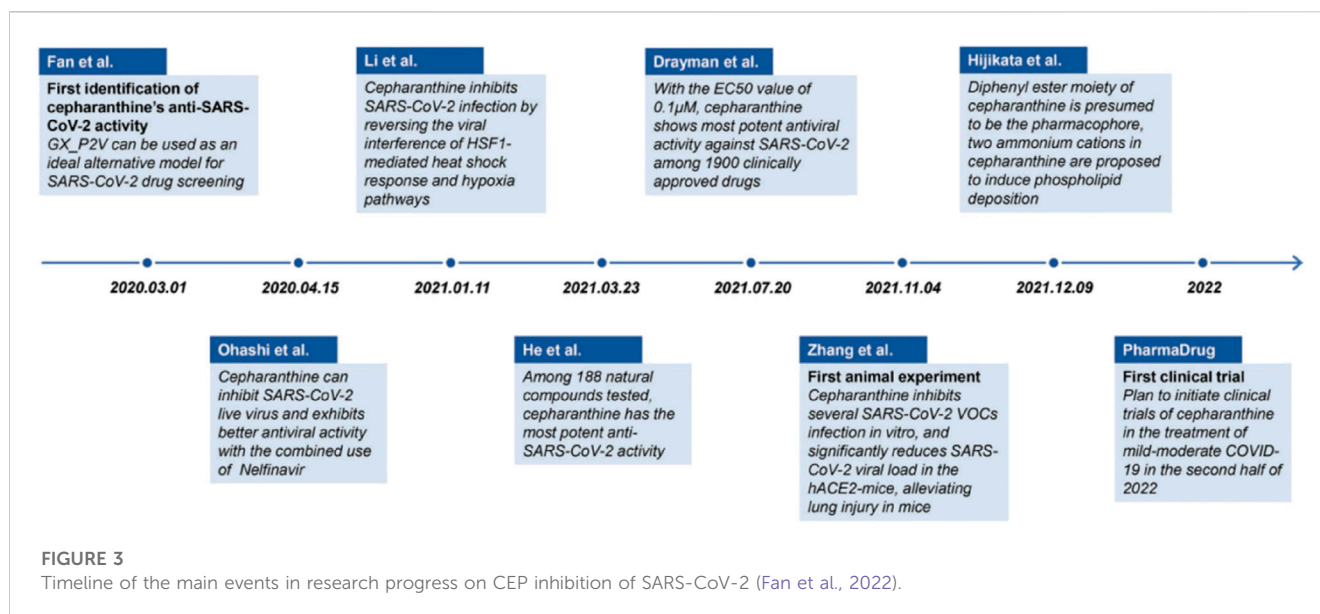 Fan et al.
First identification of
cepharanthine's anti-SARS-
CoV-2 activity
GX_P2V can be used as an
ideal alternative model for
SARS-CoV-2 drug screening
Li et al.
Cepharanthine inhibits
SARS-CoV-2 infection by
reversing the viral
interference of HSF1-
mediated heat shock
response and hypoxia
pathways
Drayman et al.
With the EC50 value of
0.1μM, cepharanthine
shows most potent antiviral
activity against SARS-CoV-2
among 1900 clinically
approved drugs
Hijikata et al.
Diphenyl ester moiety of
cepharanthine is presumed
to be the pharmacophore,
two ammonium cations in
cepharanthine are proposed
to induce phospholipid
deposition
2020.03.01
2020.04.15
2021.01.11
2021.03.23
2021.07.20
2021.11.04
2021.12.09
2022
Ohashi et al.
Cepharanthine can
inhibit SARS-CoV-2
live virus and exhibits
better antiviral activity
with the combined use
of Nelfinavir
He et al.
Among 188 natural
compounds tested,
cepharanthine has the
most potent anti-
SARS-CoV-2 activity
Zhang et al.
First animal experiment
Cepharanthine inhibits
several SARS-CoV-2 VOCs
infection in vitro, and
significantly reduces SARS-
CoV-2 viral load in the
hACE2-mice, alleviating
lung injury in mice
PharmaDrug
First clinical trial
Plan to initiate clinical
trials of cepharanthine
in the treatment of
mild-moderate COVID-
19 in the second half of
2022
FIGURE 3
Timeline of the main events in research progress on CEP inhibition of SARS-CoV-2 (Fan et al., 2022).